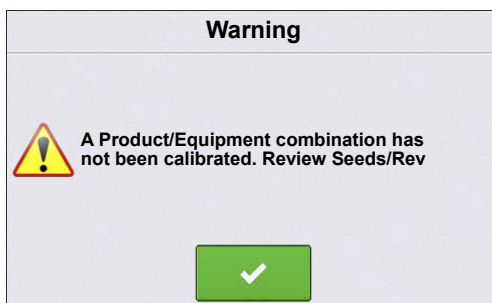 Warning
A Product/Equipment combination has
not been calibrated. Review Seeds/Rev